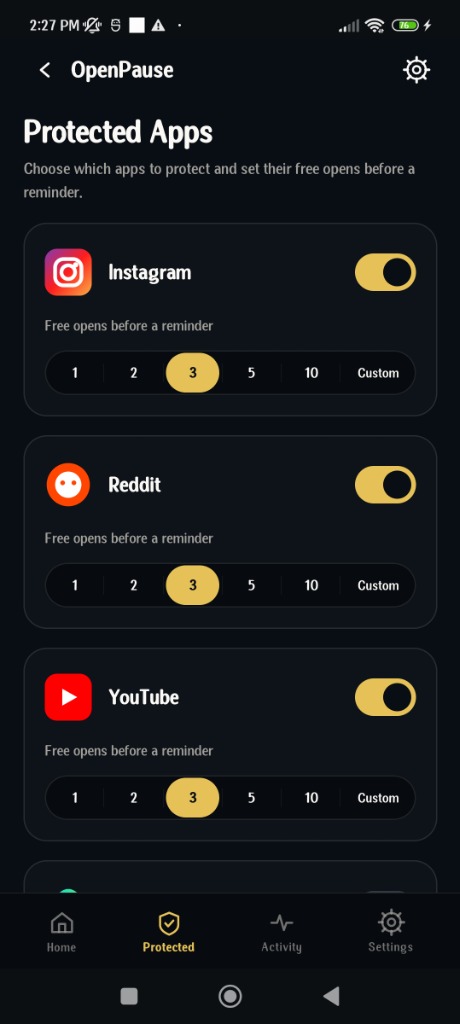 2:27 PM
76
OpenPause
Protected Apps
Choose which apps to protect and set their free opens before a
reminder.
Instagram
Free opens before a reminder
1 2 3 5 10 Custom
Reddit
Free opens before a reminder
1 2 3 5 10 Custom
YouTube
Free opens before a reminder
1 2 3 5 10 Custom
Home Protected Activity Settings